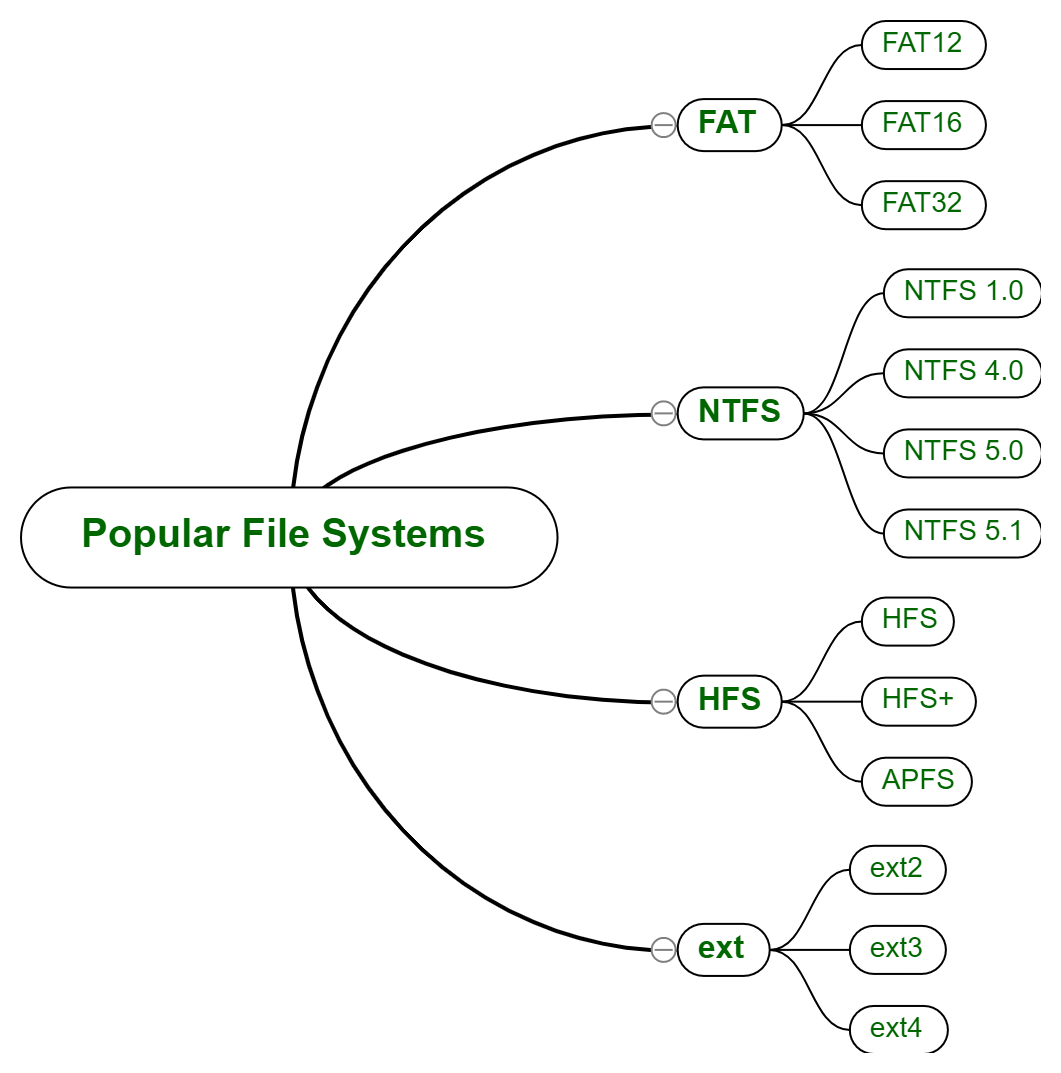 Popular File Systems
FAT
FAT12
FAT16
FAT32
NTFS
NTFS 1.0
NTFS 4.0
NTFS 5.0
NTFS 5.1
HFS
HFS
HFS+
APFS
ext
ext2
ext3
ext4